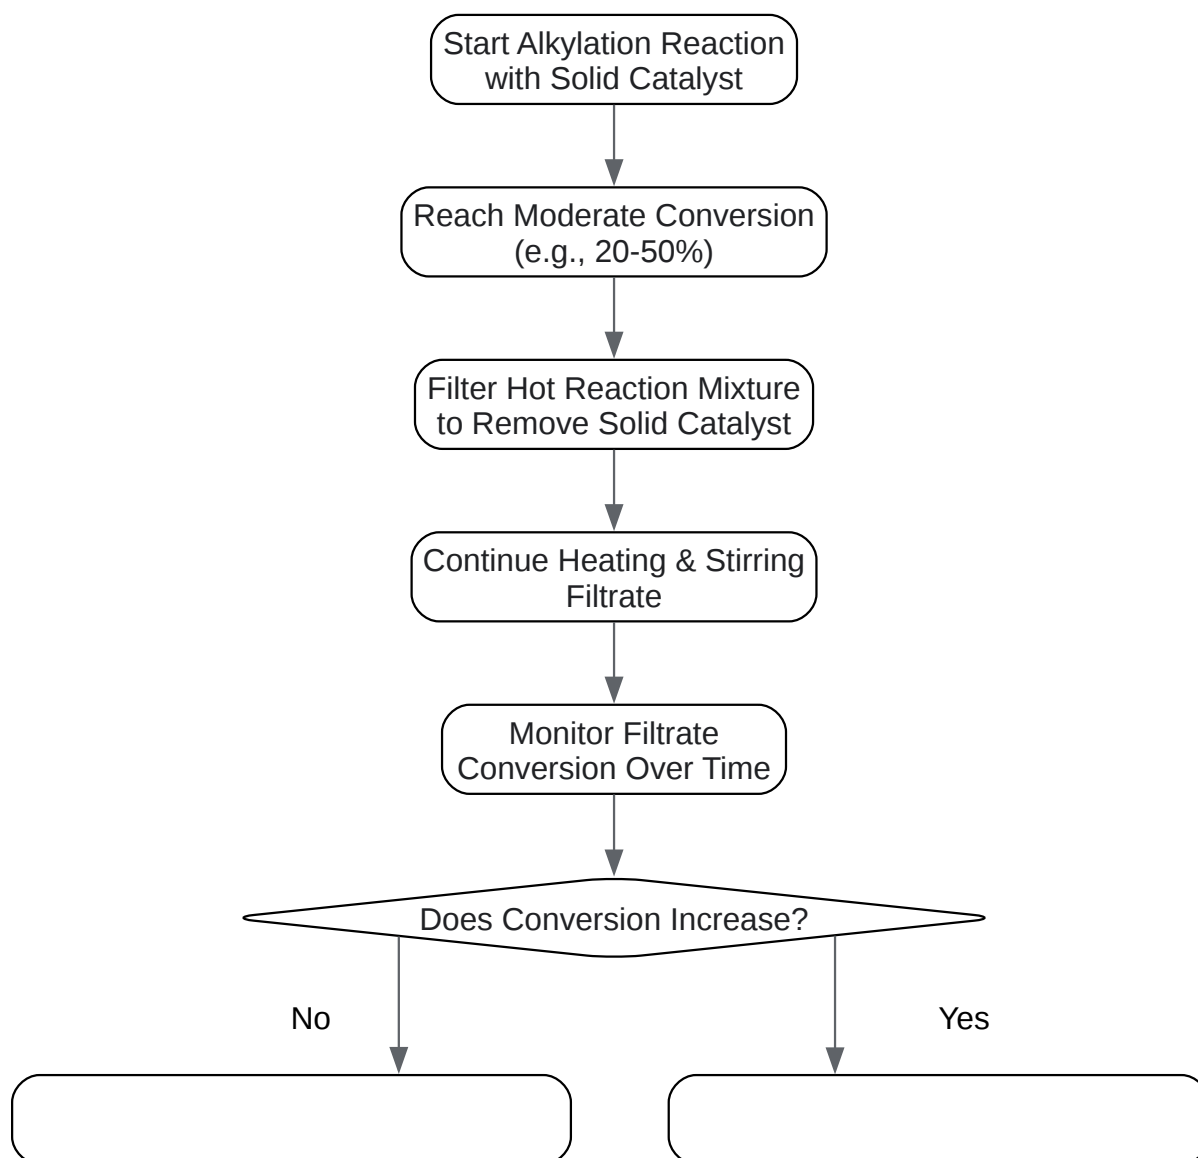 Start Alkylation Reaction
with Solid Catalyst
Reach Moderate Conversion
(e.g., 20-50%)
Filter Hot Reaction Mixture
to Remove Solid Catalyst
Continue Heating & Stirring
Filtrate
Monitor Filtrate
Conversion Over Time
Does Conversion Increase?
No
Yes